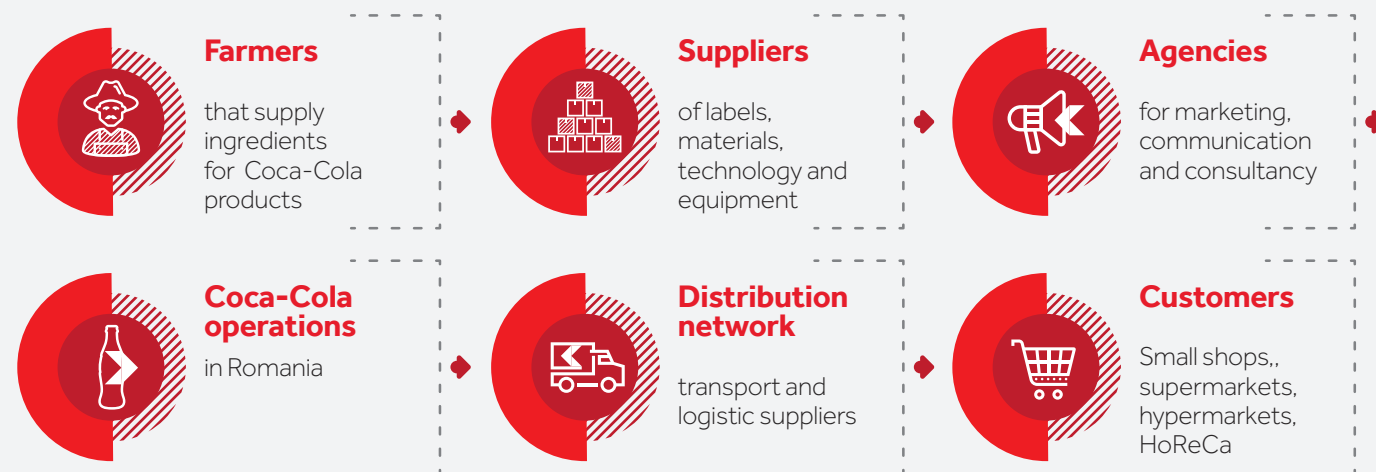 Farmers
that supply
ingredients
for Coca-Cola
products
Suppliers
of labels,
materials,
technology and
equipment
Agencies
for marketing,
communication
and consultancy
Coca-Cola
operations
in Romania
Distribution
network
transport and
logistic suppliers
Customers
Small shops,,
supermarkets,
hypermarkets,
HoReCa